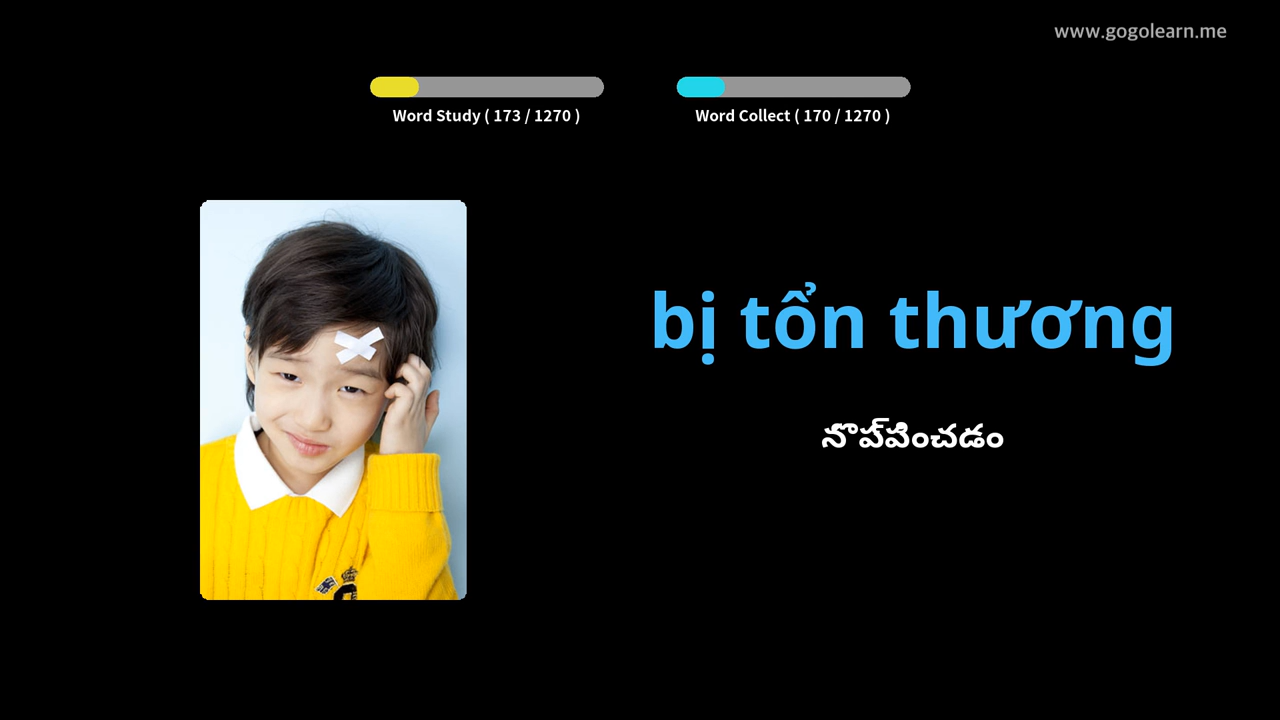 www.gogolearn.me
Word Study ( 173 / 1270 )
Word Collect ( 170 / 1270 )
bị tổn thương
నొప్పించడం